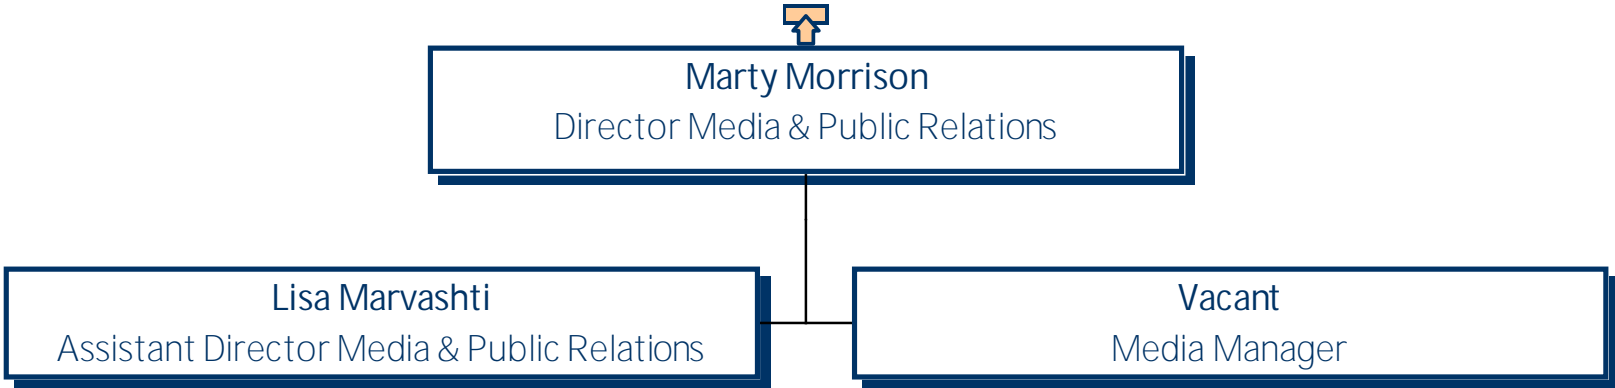 Marty Morrison
Director Media & Public Relations
Lisa Marvashti
Assistant Director Media & Public Relations
Vacant
Media Manager